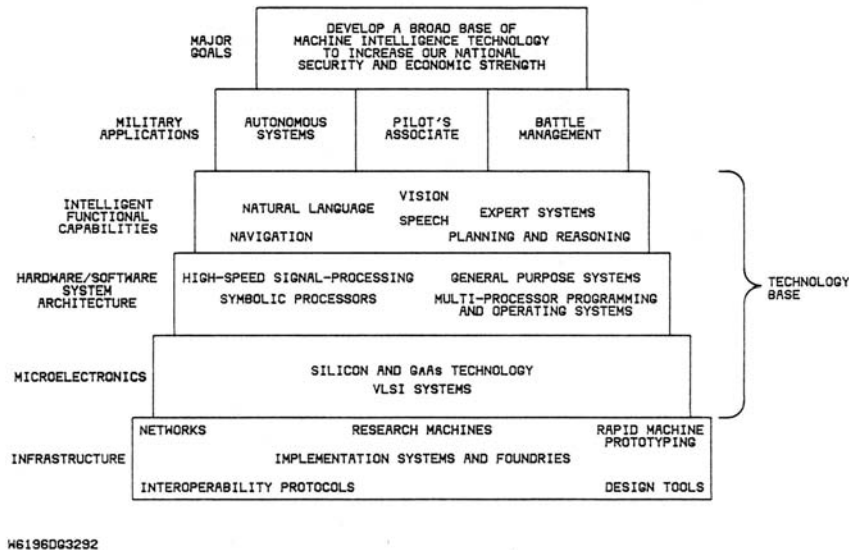 MAJOR
GOALS
DEVELOP A BROAD BASE OF
MACHINE INTELLIGENCE TECHNOLOGY
TO INCREASE OUR NATIONAL
SECURITY AND ECONOMIC STRENGTH
MILITARY
APPLICATIONS
AUTONOMOUS
SYSTEMS
PILOT'S
ASSOCIATE
BATTLE
MANAGEMENT
INTELLIGENT
FUNCTIONAL
CAPABILITIES
VISION
NATURAL LANGUAGE
SPEECH
EXPERT SYSTEMS
NAVIGATION
PLANNING AND REASONING
HARDWARE/SOFTWARE
SYSTEM
ARCHITECTURE
HIGH-SPEED SIGNAL-PROCESSING
GENERAL PURPOSE SYSTEMS
SYMBOLIC PROCESSORS
MULTI-PROCESSOR PROGRAMMING
AND OPERATING SYSTEMS
TECHNOLOGY
BASE
MICROELECTRONICS
SILICON AND GaAs TECHNOLOGY
VLSI SYSTEMS
INFRASTRUCTURE
NETWORKS
RESEARCH MACHINES
RAPID MACHINE
PROTOTYPING
IMPLEMENTATION SYSTEMS AND FOUNDRIES
INTEROPERABILITY PROTOCOLS
DESIGN TOOLS
W6196DG3292